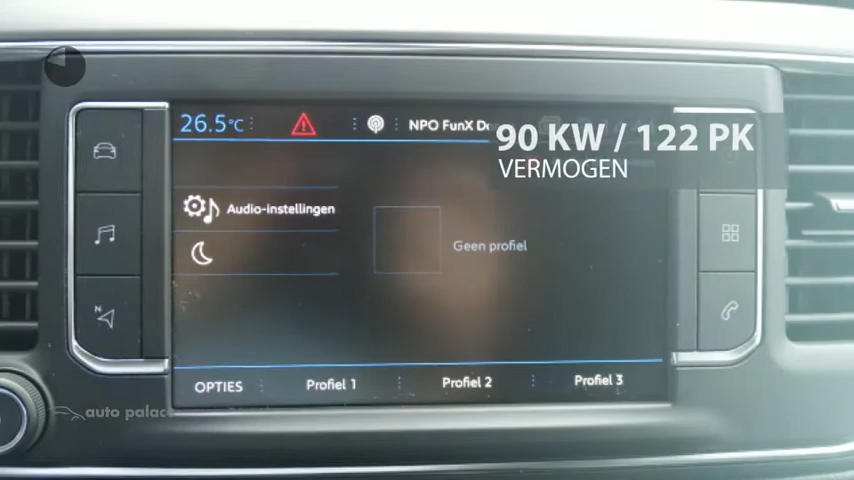 26.5°C
NPO FunX D
90 KW / 122 PK
VERMOGEN
Audio-instellingen
Geen profiel
N
OPTIES
Profiel 1
Profiel 2
Profiel 3
auto palace